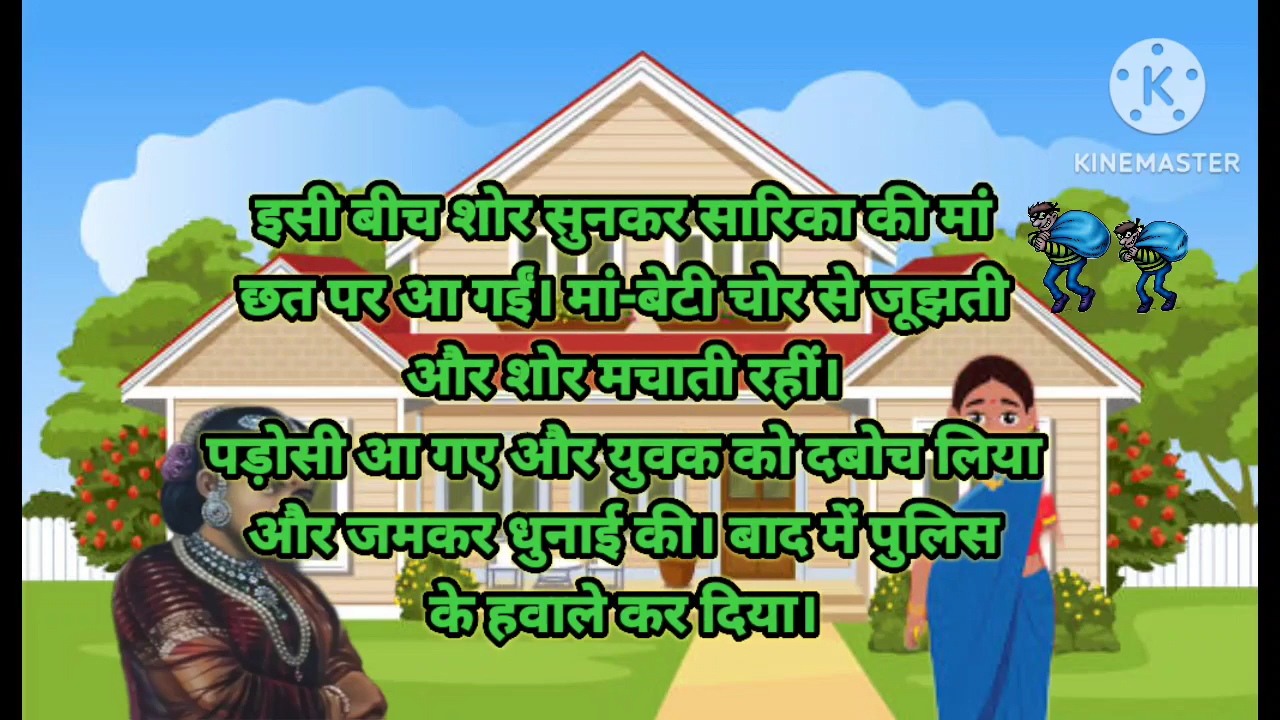 K
KINEMASTER
इसी बीच शोर सुनकर सारिका की मां
छत पर आ गईं। मां-बेटी चोर से जूझती
और शोर मचाती रहीं।
पड़ोसी आ गए और युवक को दबोच लिया
और जमकर धुनाई की। बाद में पुलिस
के हवाले कर दिया।